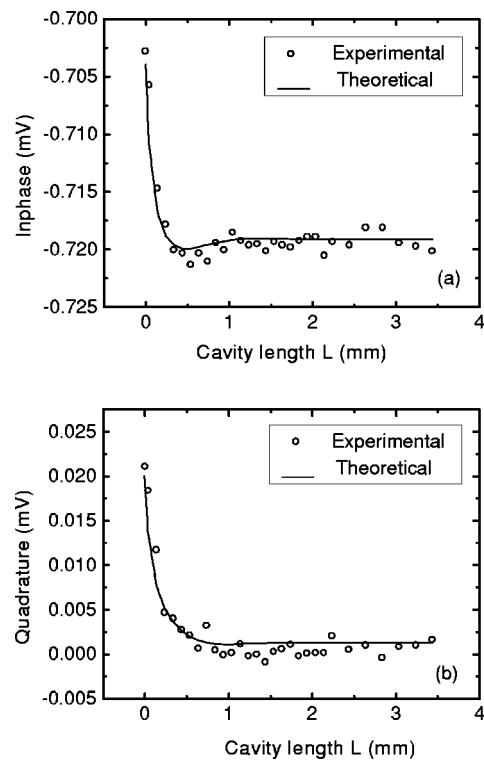 -0.700
-0.705
-0.710
-0.715
-0.720
-0.725
Inphase (mV)
Experimental
Theoretical
(a)
0 1 2 3 4
Cavity length L (mm)
0.025
0.020
0.015
0.010
0.005
0.000
-0.005
Quadrature (mV)
Experimental
Theoretical
(b)
0 1 2 3 4
Cavity length L (mm)